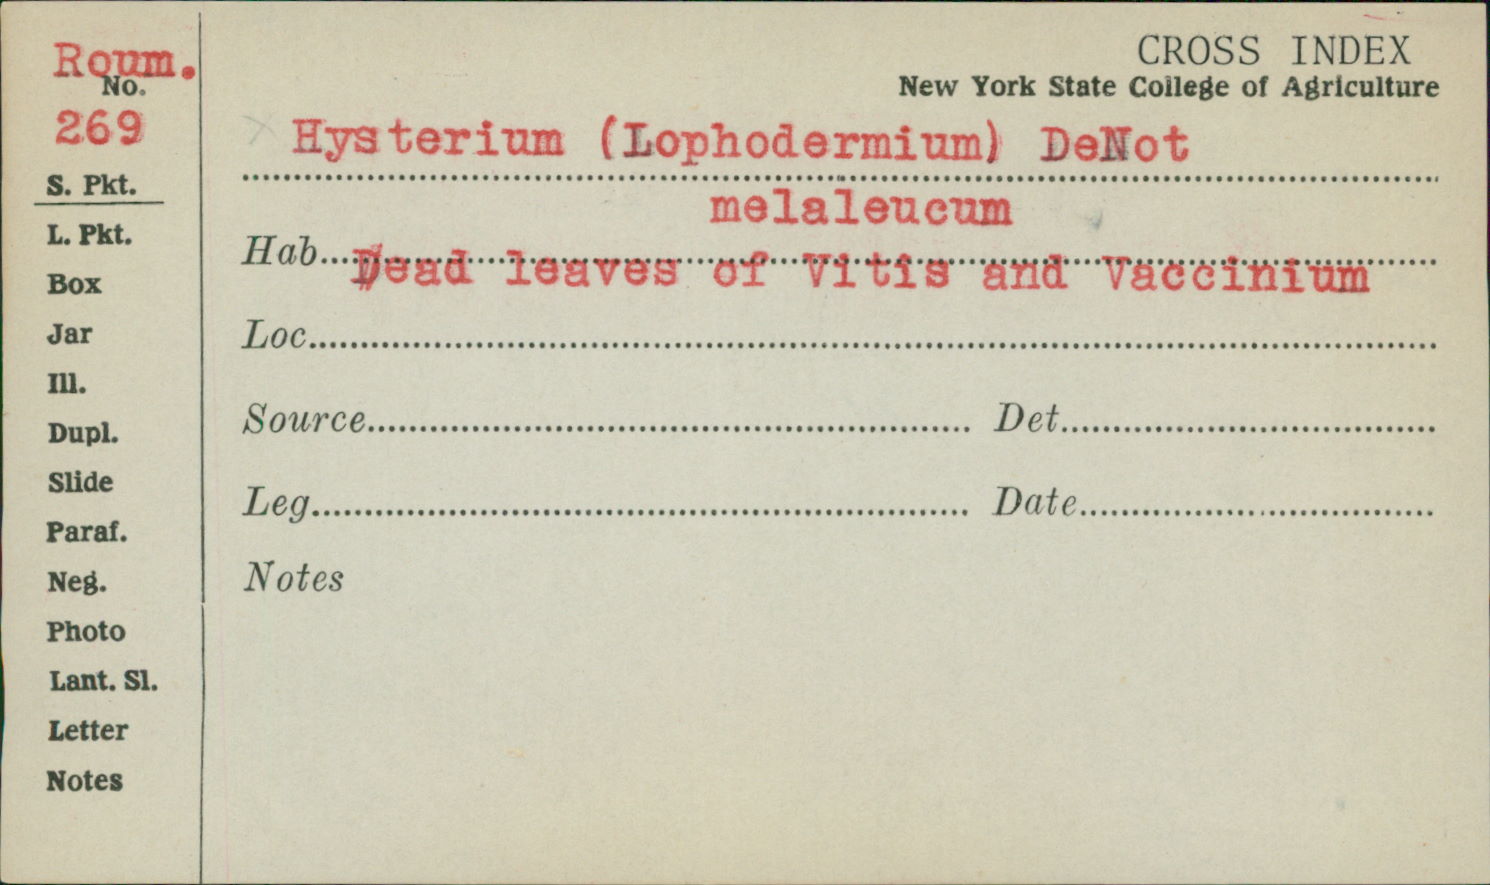 Roum.
No.
269
S. Pkt.
L. Pkt.
Box
Jar
Ill.
Dupl.
Slide
Paraf.
Neg.
Photo
Lant. Sl.
Letter
Notes
CROSS INDEX
New York State College of Agriculture
Hysterium (Lophodermium) DeNot
melaleucum
Hab. Dead leaves of Vitis and Vaccinium
Loc.
Source Det.
Leg. Date
Notes